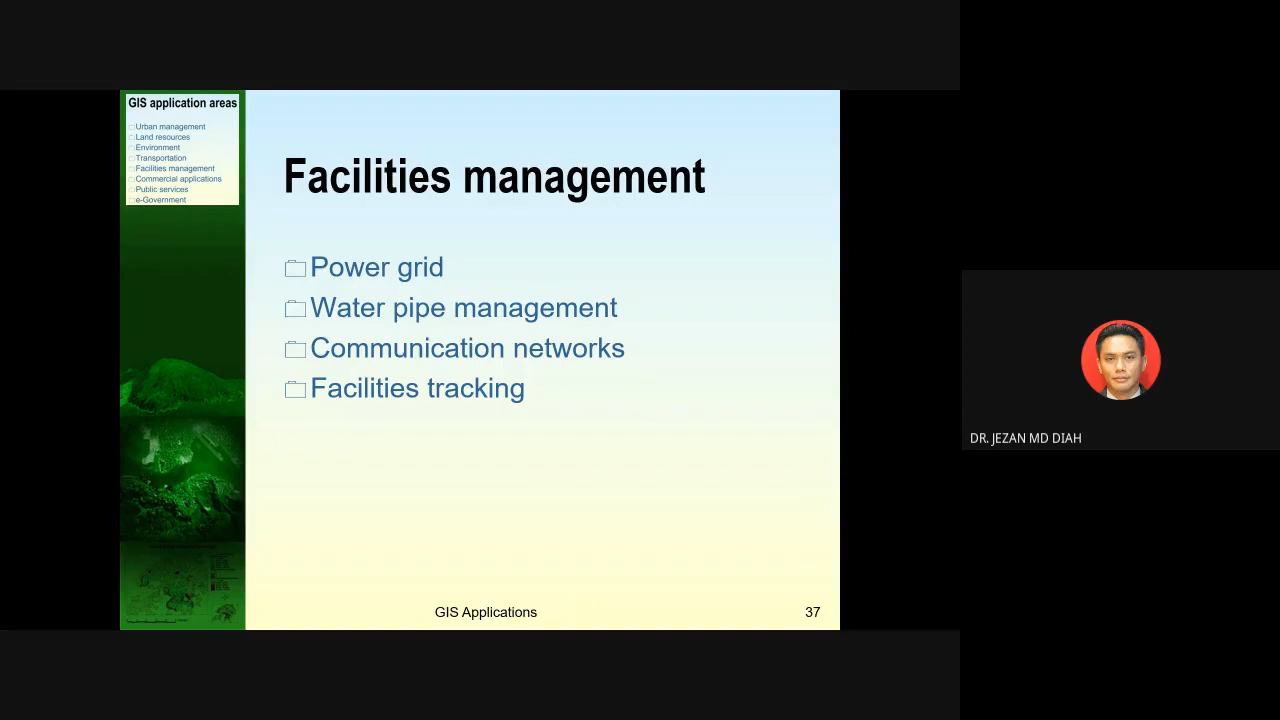 GIS application areas
Urban management
Land resources
Environment
Transportation
Facilities management
Commercial applications
Public services
e-Government
Facilities management
Power grid
Water pipe management
Communication networks
Facilities tracking
GIS Applications
37
DR. JEZAN MD DIAH